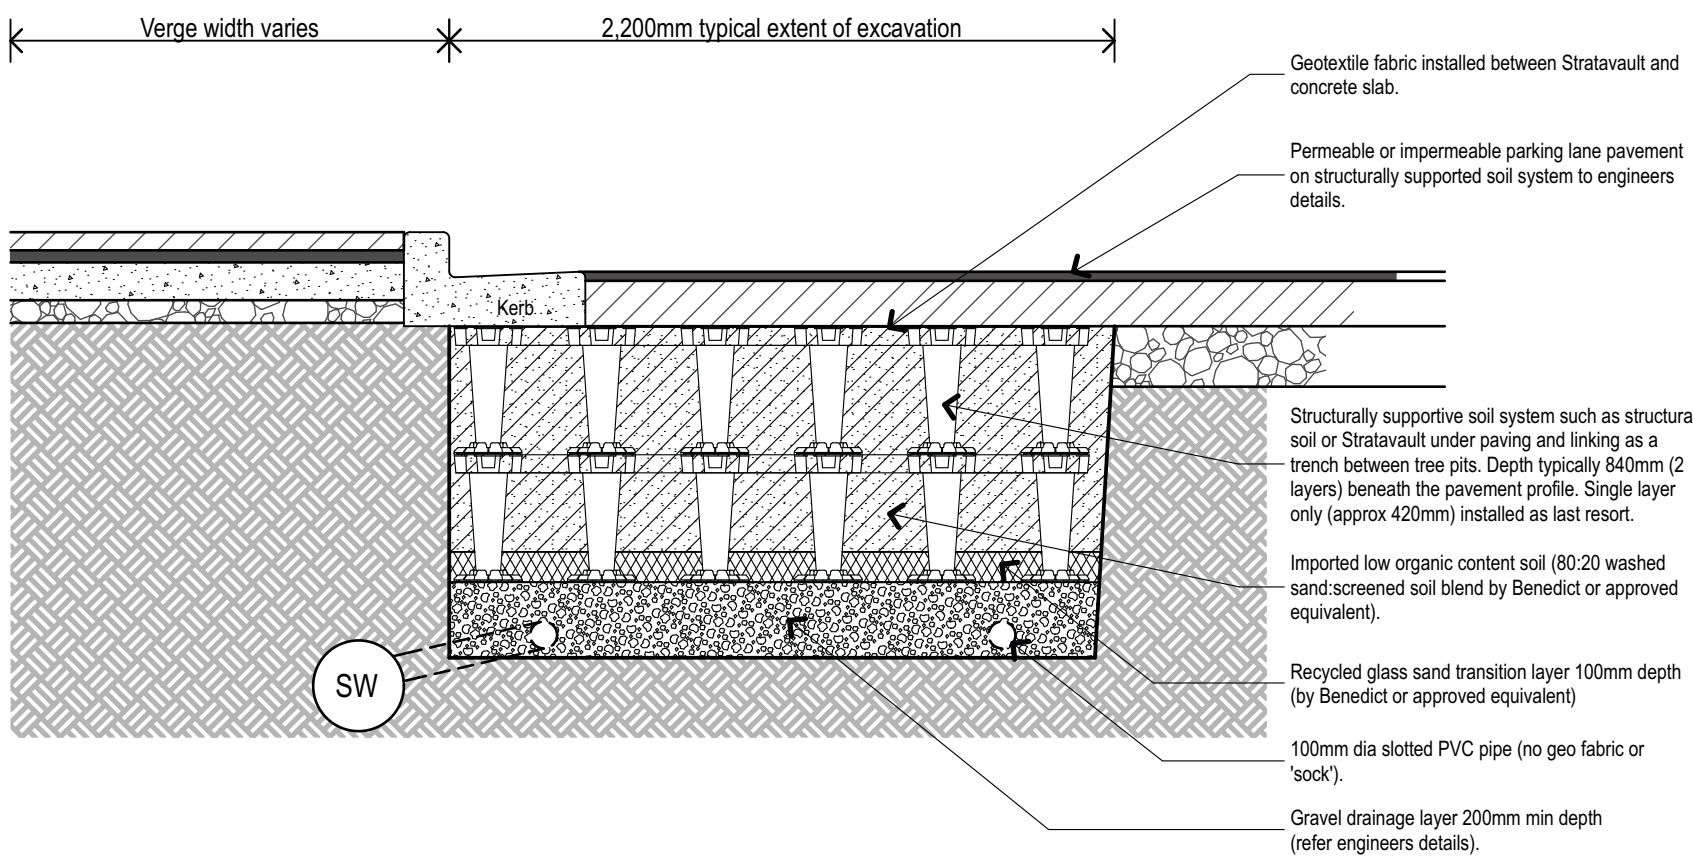 Verge width varies
2,200mm typical extent of excavation
Geotextile fabric installed between Stratavault and
concrete slab.
Permeable or impermeable parking lane pavement
on structurally supported soil system to engineers
details.
Kerb
Structurally supportive soil system such as structura
soil or Stratavault under paving and linking as a
trench between tree pits. Depth typically 840mm (2
layers) beneath the pavement profile. Single layer
only (approx 420mm) installed as last resort.
Imported low organic content soil (80:20 washed
sand:screened soil blend by Benedict or approved
equivalent).
SW
Recycled glass sand transition layer 100mm depth
(by Benedict or approved equivalent)
100mm dia slotted PVC pipe (no geo fabric or
'sock').
Gravel drainage layer 200mm min depth
(refer engineers details).